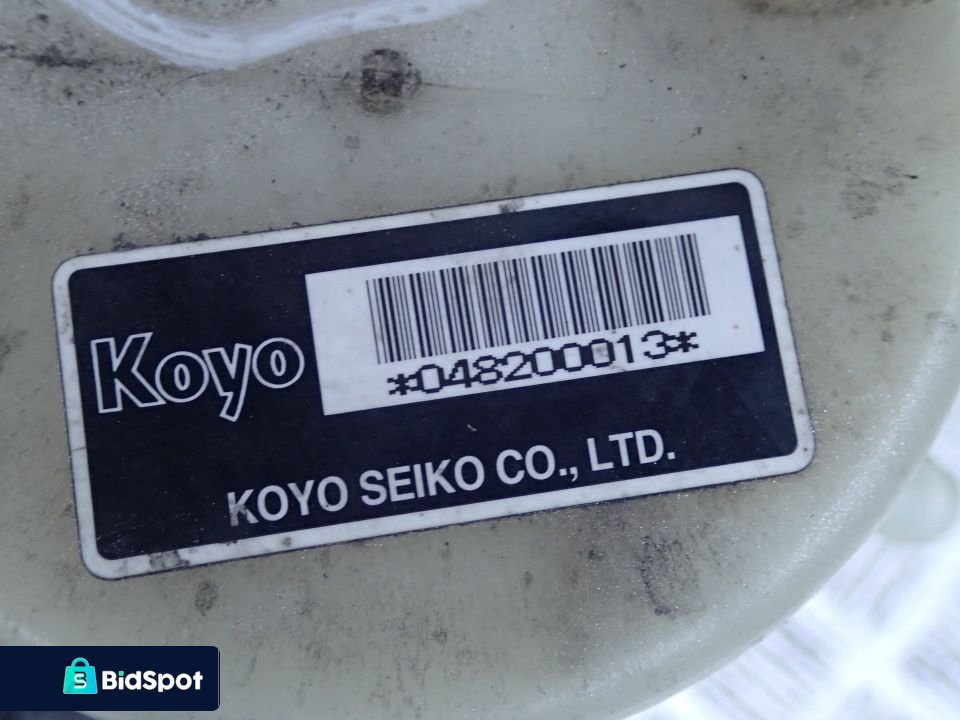 Koyo
*048200013*
KOYO SEIKO CO., LTD.
BidSpot